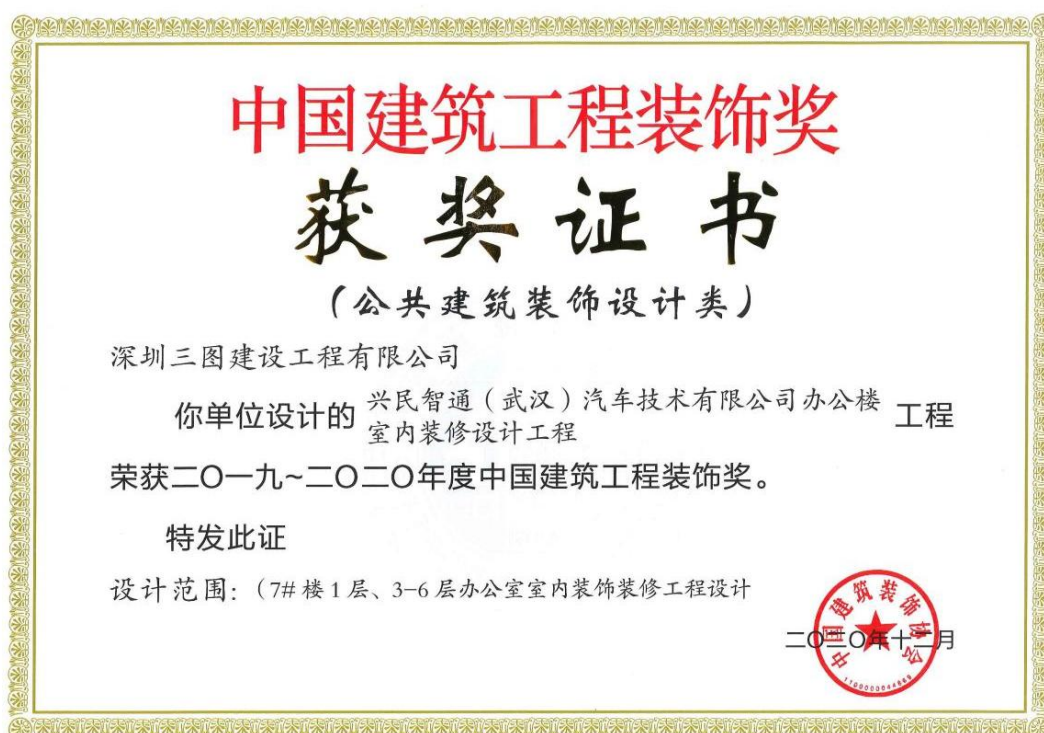 中国建筑工程装饰奖
获奖证书
(公共建筑装饰设计类)
深圳三图建设工程有限公司
你单位设计的 兴民智通(武汉)汽车技术有限公司办公楼室内装修设计工程 工程
荣获二〇一九~二〇二〇年度中国建筑工程装饰奖。
特发此证
设计范围:(7#楼1层、3-6层办公室室内装饰装修工程设计
二〇二〇年十二月
中国建筑装饰协会